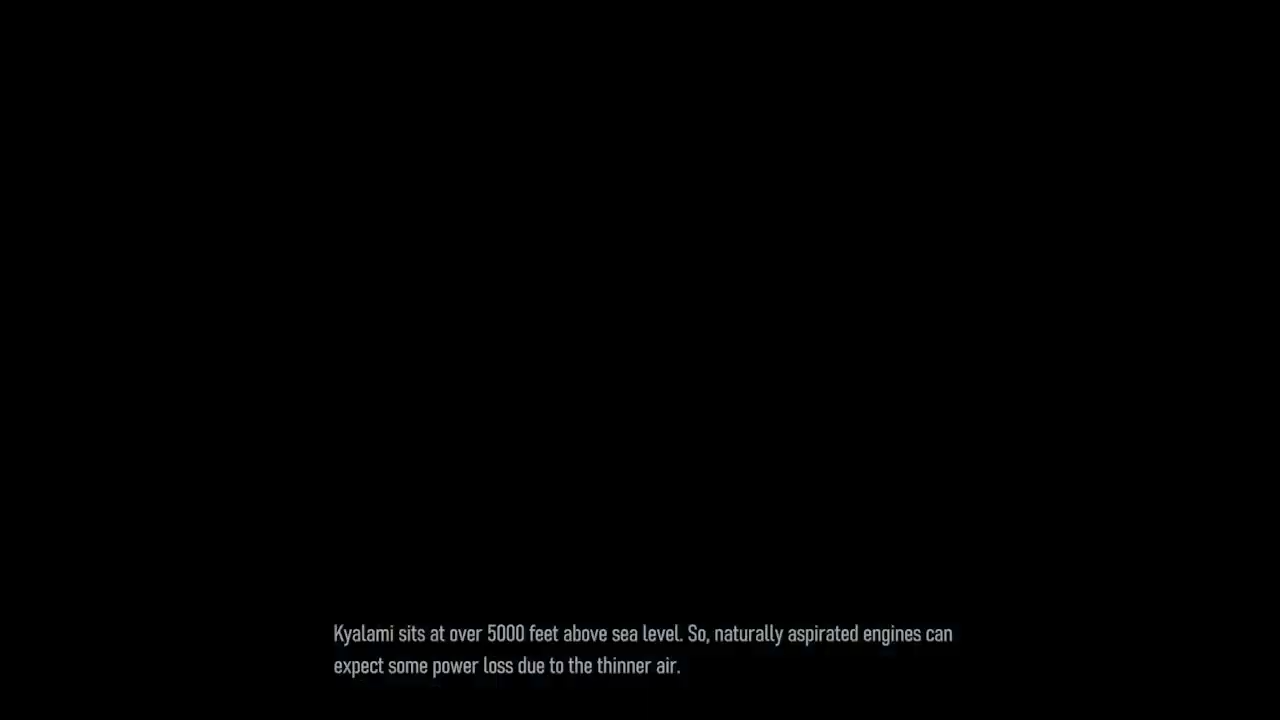 Kyalami sits at over 5000 feet above sea level. So, naturally aspirated engines can
expect some power loss due to the thinner air.